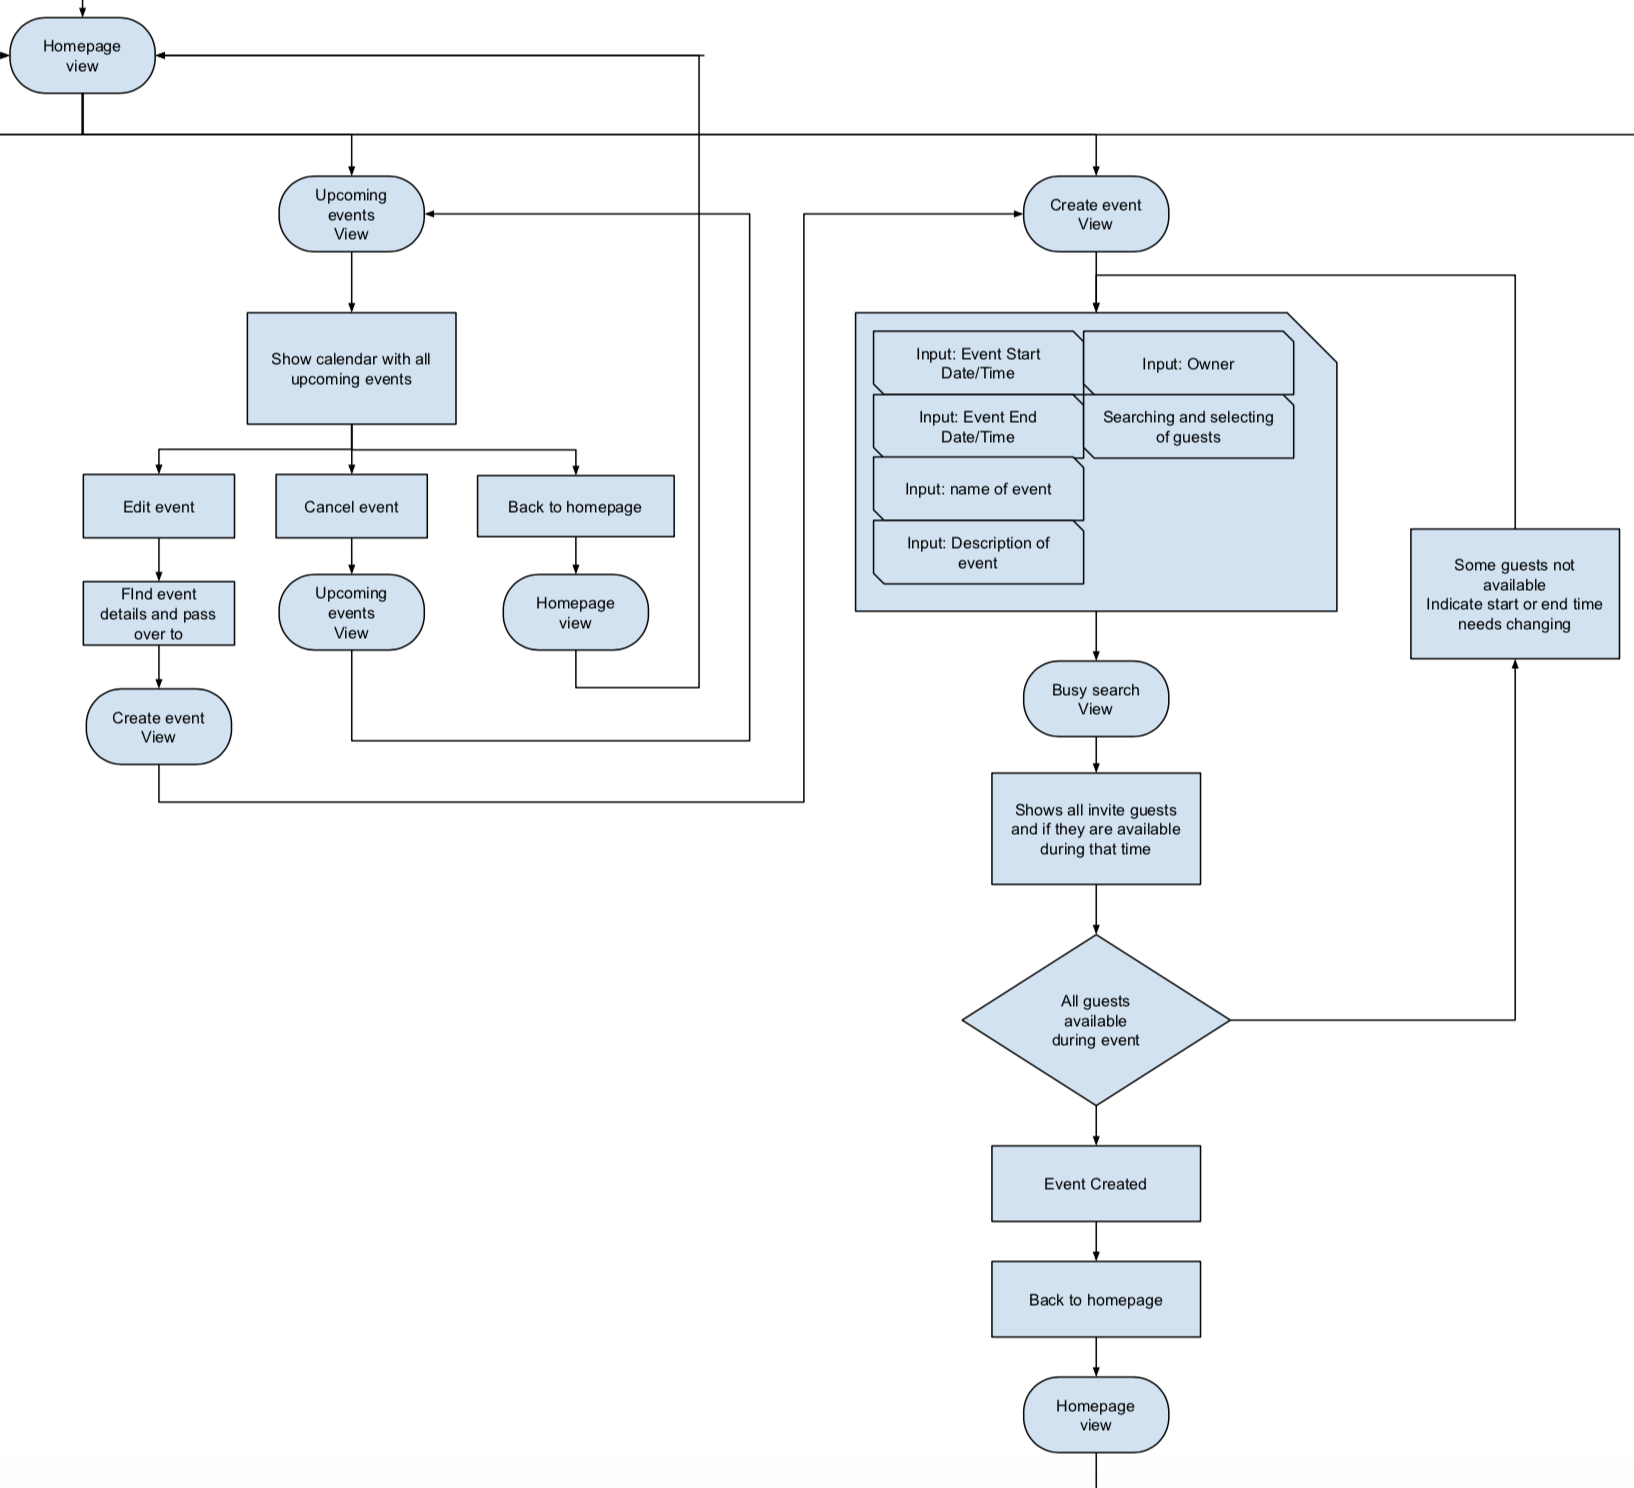 Homepage
view
Upcoming
events
View
Show calendar with all
upcoming events
Edit event
Cancel event
Back to homepage
FInd event
details and pass
over to
Upcoming
events
View
Homepage
view
Create event
View
Create event
View
Input: Event Start
Date/Time
Input: Owner
Input: Event End
Date/Time
Searching and selecting
of guests
Input: name of event
Input: Description of
event
Some guests not
available
Indicate start or end time
needs changing
Busy search
View
Shows all invite guests
and if they are available
during that time
All guests
available
during event
Event Created
Back to homepage
Homepage
view